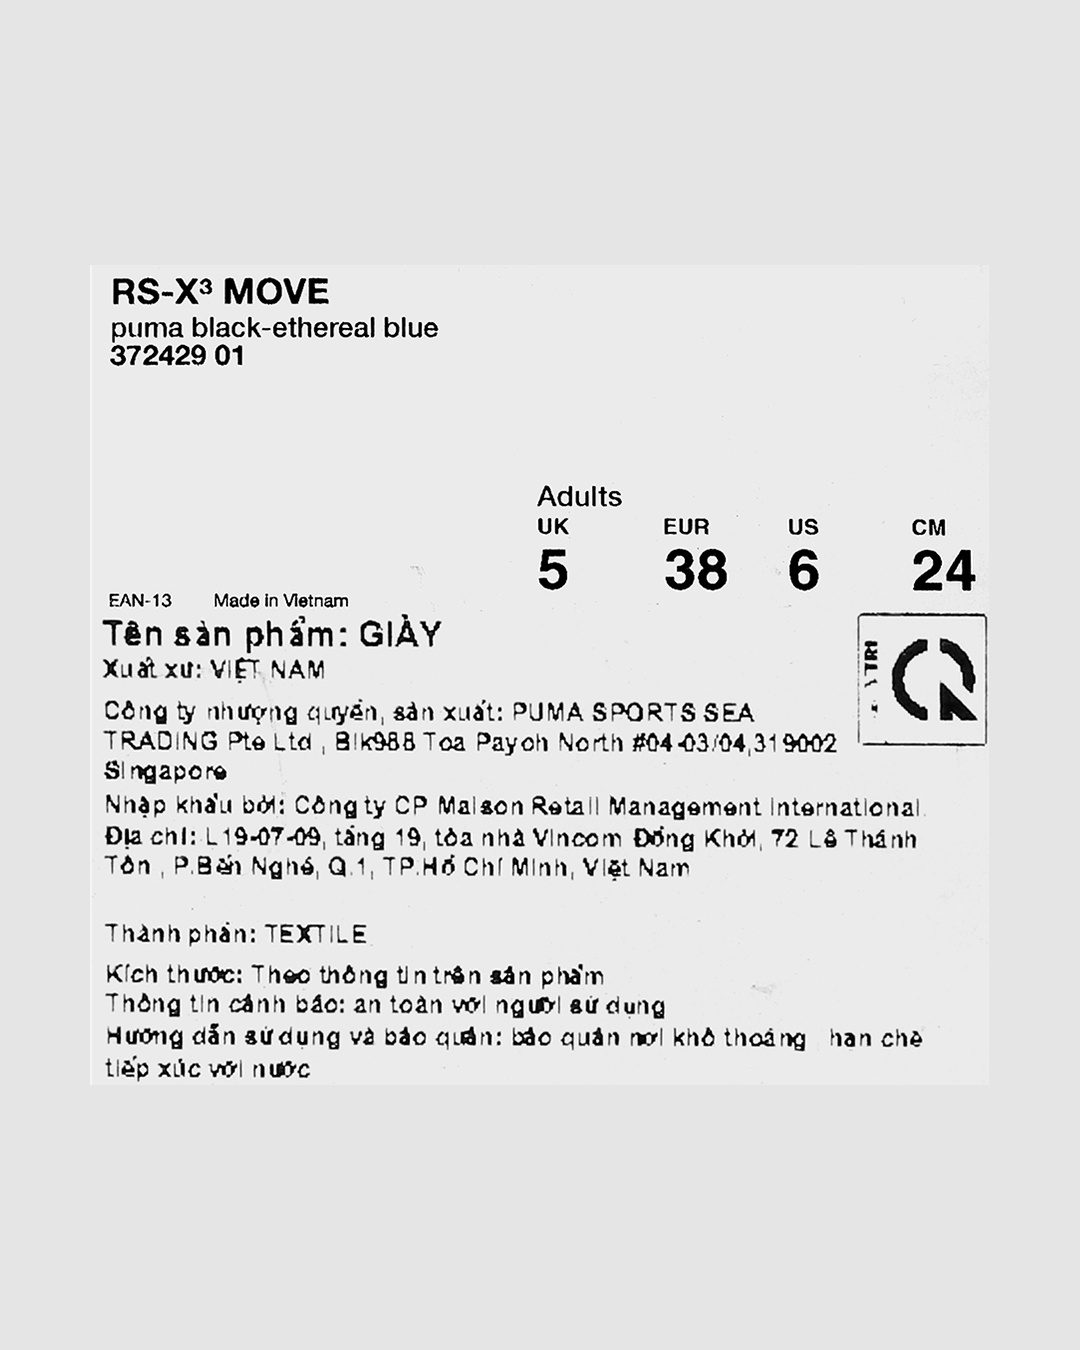 RS-X³ MOVE
puma black-ethereal blue
372429 01
Adults
UK EUR US CM
5 38 6 24
EAN-13 Made in Vietnam
Tên sản phẩm: GIÀY
Xuất xứ: VIỆT NAM
Công ty nhượng quyền, sản xuất: PUMA SPORTS SEA
TRADING Pte Ltd , Blk988 Toa Payoh North #04-03/04,319002
Singapore
Nhập khẩu bởi: Công ty CP Maison Retail Management International.
Địa chỉ: L19-07-09, tầng 19, tòa nhà Vincom Đồng Khởi, 72 Lê Thánh
Tôn , P.Bến Nghé, Q.1, TP.Hồ Chí Minh, Việt Nam
Thành phần: TEXTILE
Kích thước: Theo thông tin trên sản phẩm
Thông tin cảnh báo: an toàn với người sử dụng
Hướng dẫn sử dụng và bảo quản: bảo quản nơi khô thoáng hạn chế
tiếp xúc với nước